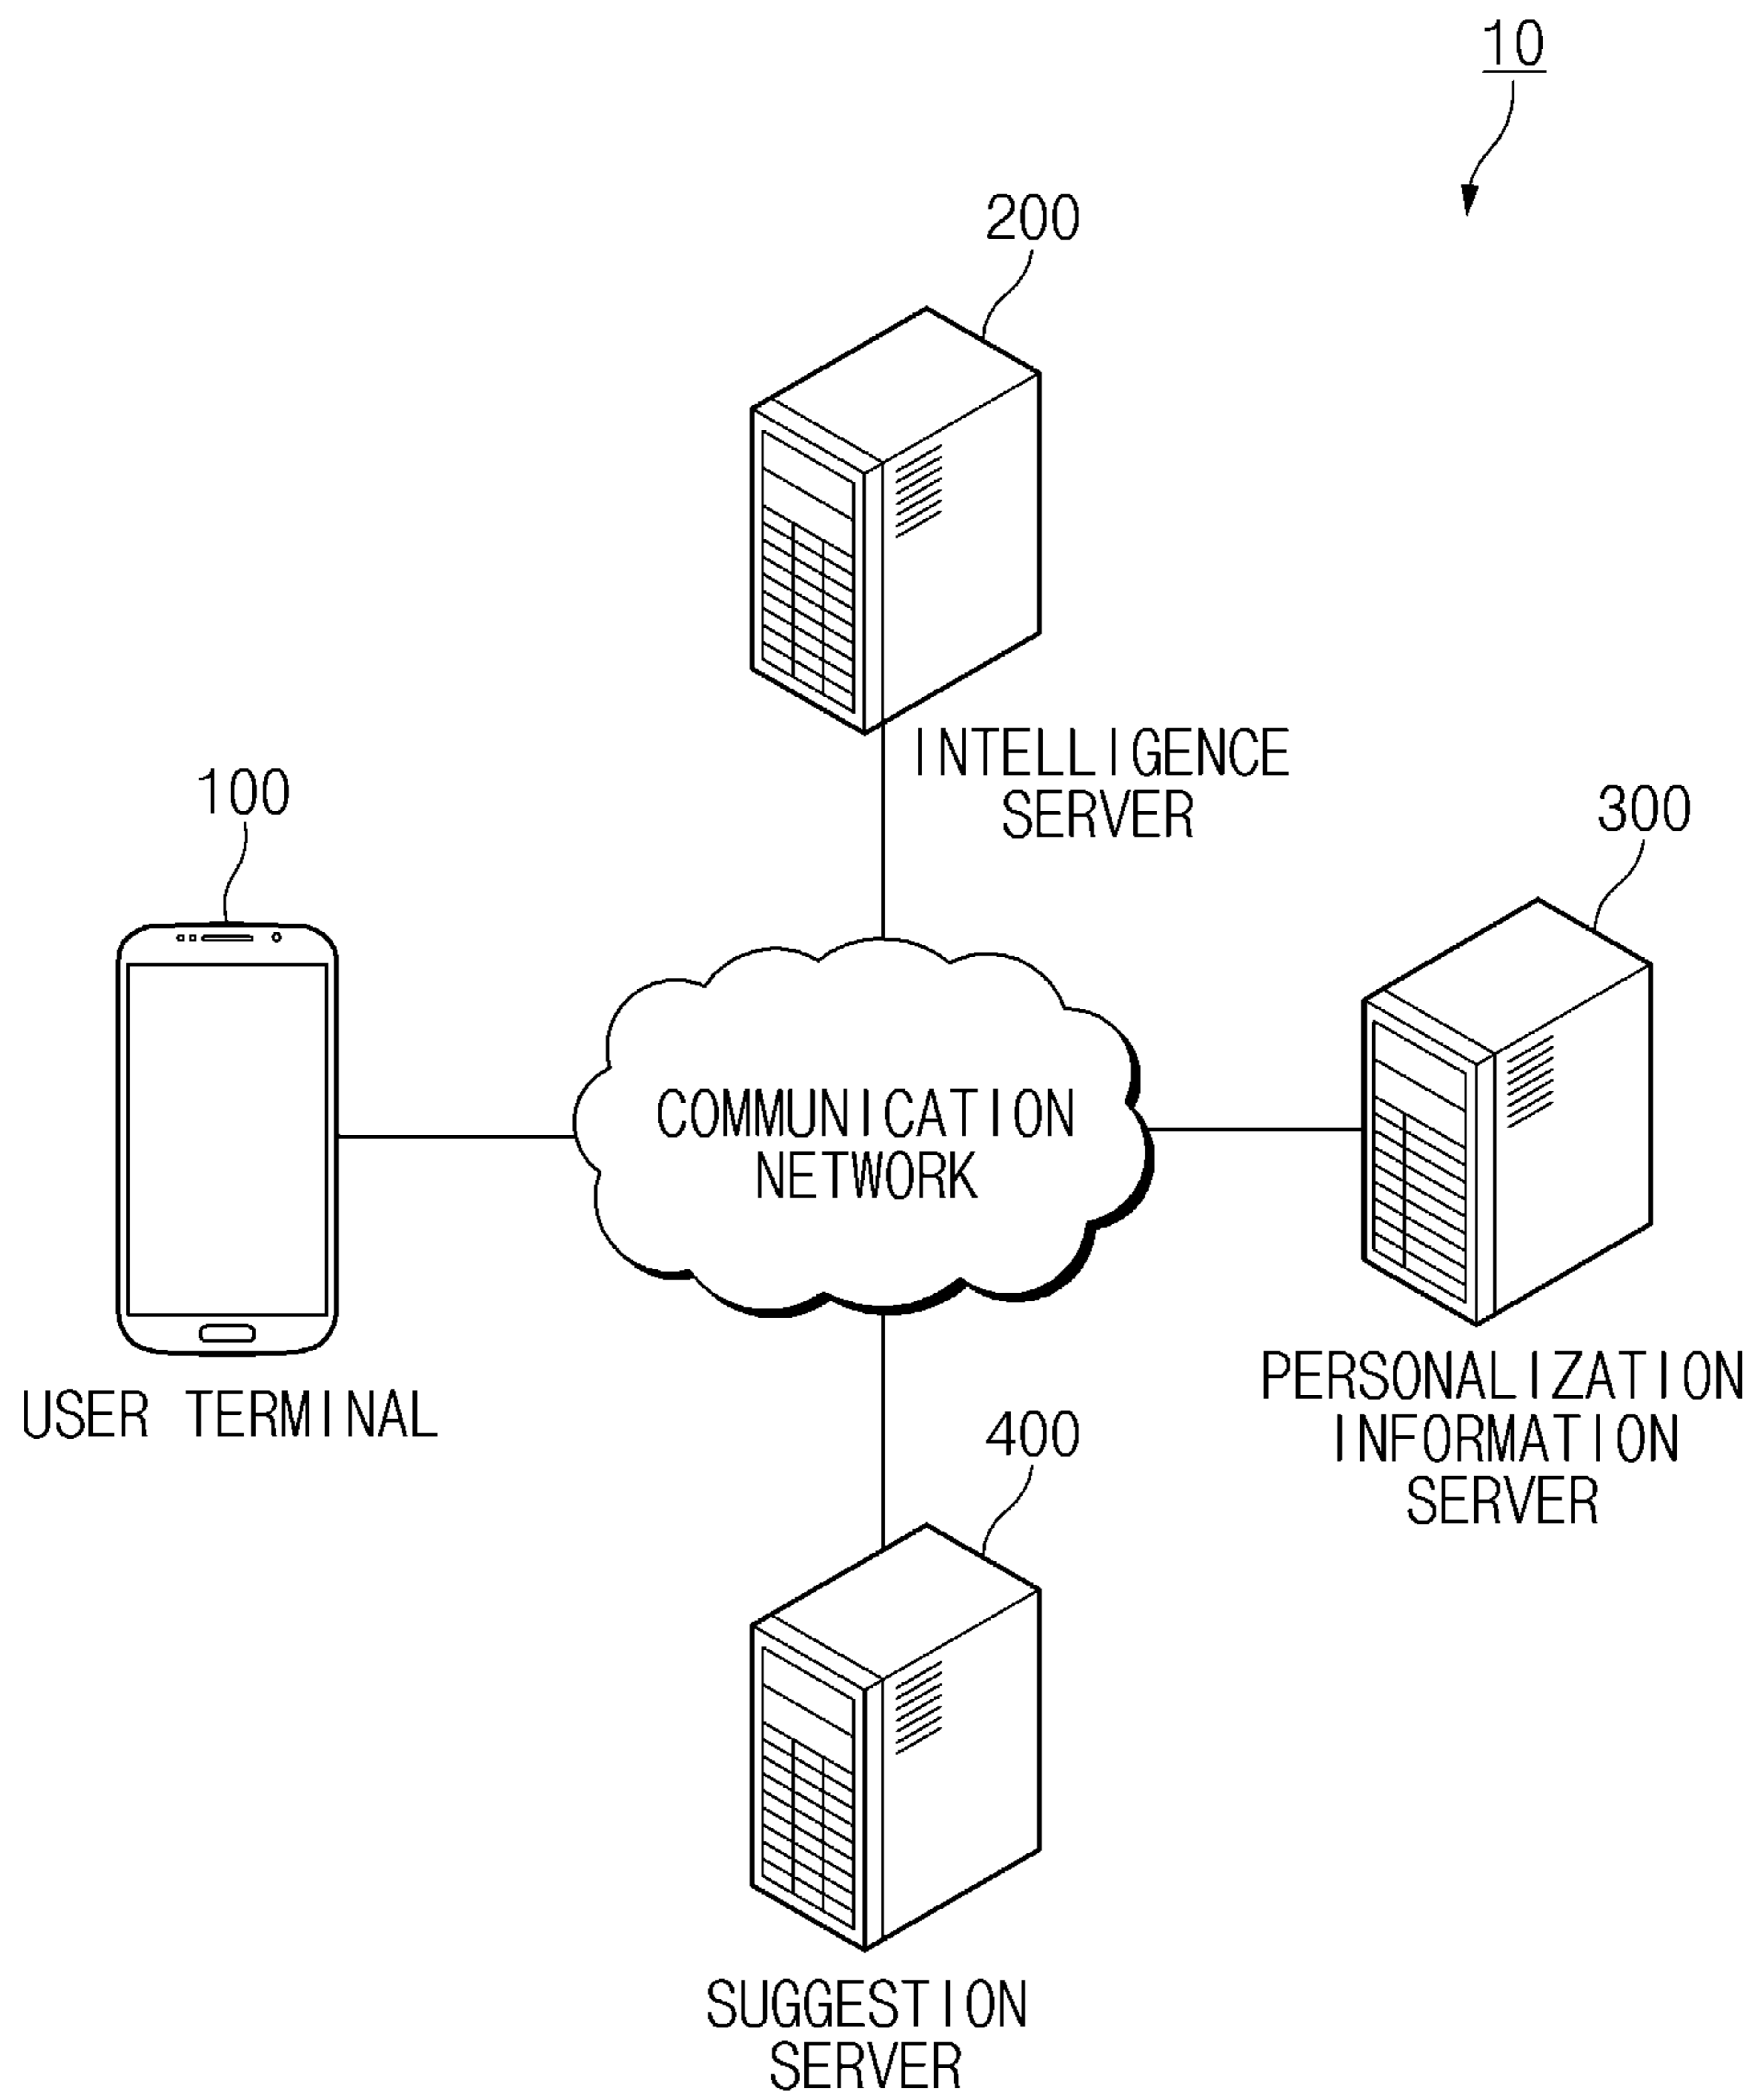 10
200
INTELLIGENCE
SERVER
100
300
COMMUNICATION
NETWORK
USER TERMINAL
PERSONALIZATION
INFORMATION
SERVER
400
SUGGESTION
SERVER